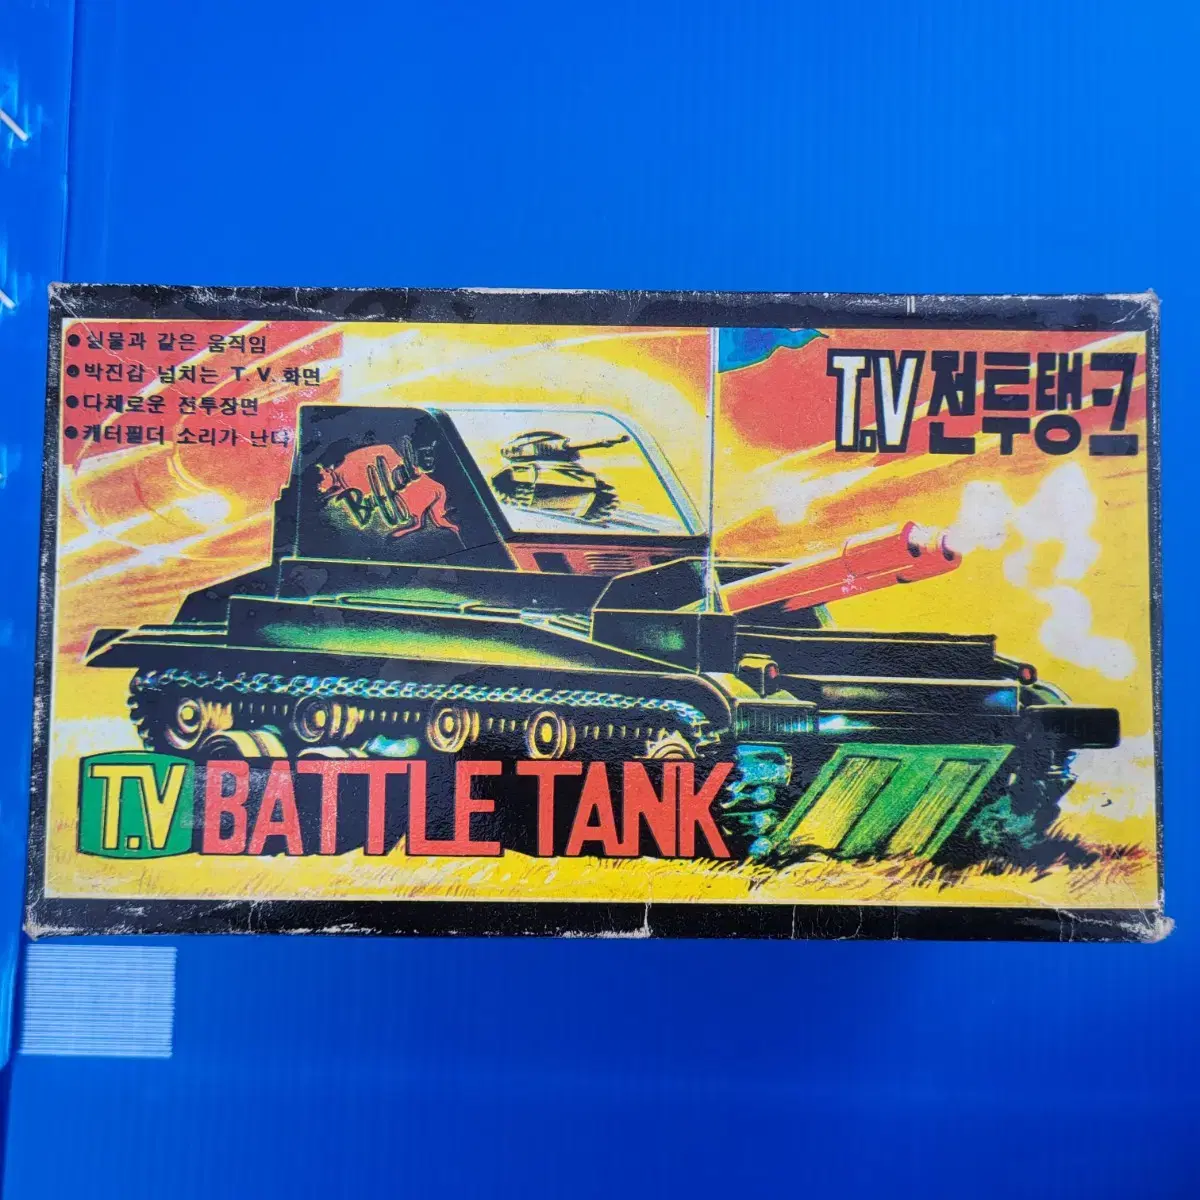 ● 실물과 같은 움직임
● 박진감 넘치는 T.V. 화면
● 다채로운 전투장면
● 캐터필더 소리가 난다
T.V 전투탱크
Buffalo
T.V BATTLE TANK